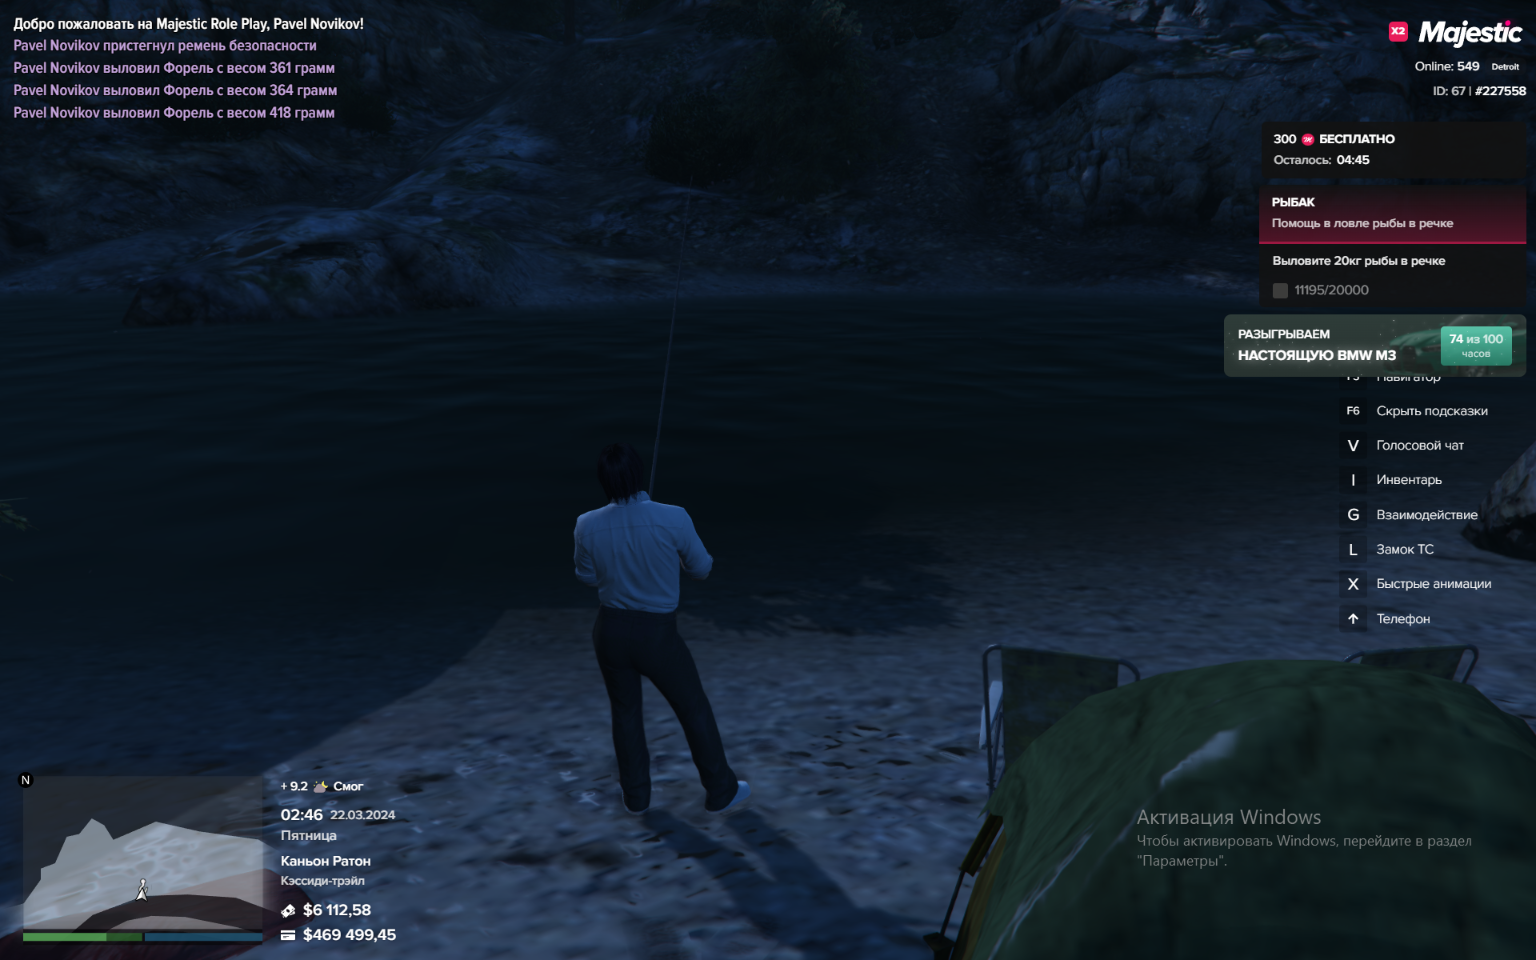 Добро пожаловать на Majestic Role Play, Pavel Novikov!
Pavel Novikov пристегнул ремень безопасности
Pavel Novikov выловил Форель с весом 361 грамм
Pavel Novikov выловил Форель с весом 364 грамм
Pavel Novikov выловил Форель с весом 418 грамм
X2 Majestic
Online: 549 Detroit
ID: 67 | #227558
300 БЕСПЛАТНО
Осталось: 04:45
РЫБАК
Помощь в ловле рыбы в речке
Выловите 20кг рыбы в речке
11195/20000
РАЗЫГРЫВАЕМ
НАСТОЯЩУЮ BMW M3
74 из 100
часов
Навигатор
F6 Скрыть подсказки
V Голосовой чат
I Инвентарь
G Взаимодействие
L Замок ТС
X Быстрые анимации
Телефон
N
+ 9.2 Смог
02:46 22.03.2024
Пятница
Каньон Ратон
Кэссиди-трэйл
$6 112,58
$469 499,45
Активация Windows
Чтобы активировать Windows, перейдите в раздел
"Параметры".